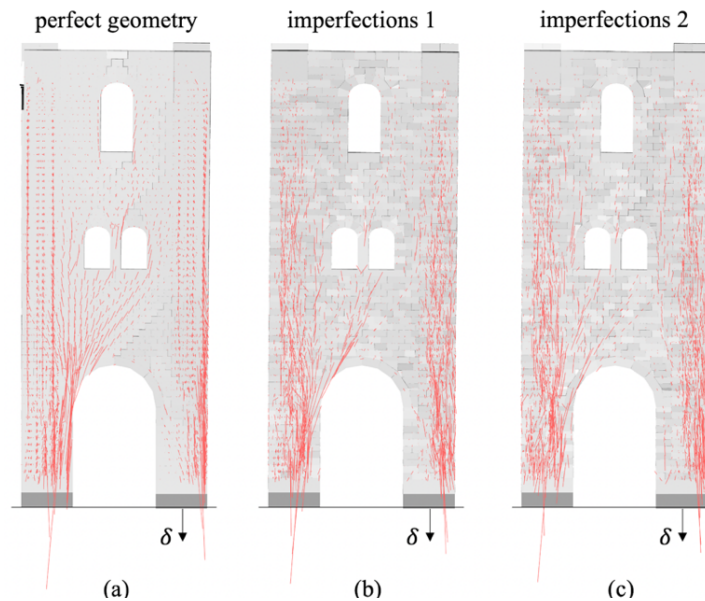 perfect geometry
imperfections 1
imperfections 2
δ
δ
δ
(a)
(b)
(c)